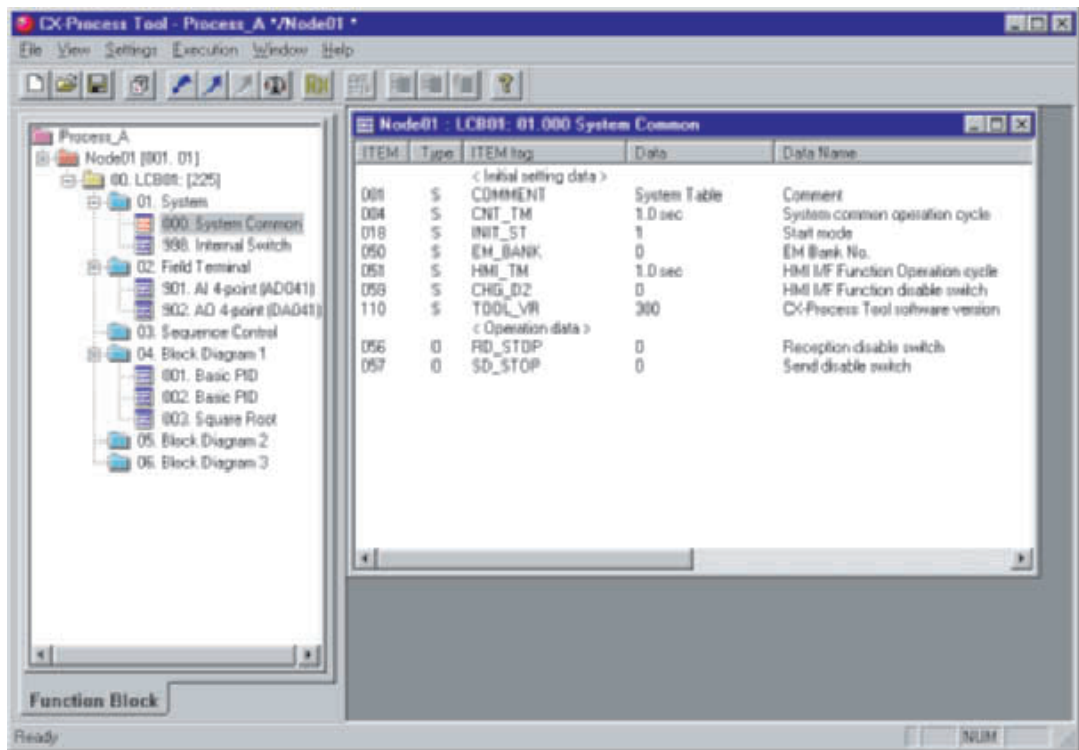 CX-Process Tool - Process_A */Node01 *
File View Settings Execution Window Help
Process_A
Node01 [001. 01]
00. LCB01: [225]
01. System
000. System Common
998. Internal Switch
02. Field Terminal
901. AI 4-point (AD041)
902. AO 4-point (DA041)
03. Sequence Control
04. Block Diagram 1
001. Basic PID
002. Basic PID
003. Square Root
05. Block Diagram 2
06. Block Diagram 3
Function Block
Node01 : LCB01: 01.000 System Common
ITEM Type ITEM tag Data Data Name
< Initial setting data >
001 S COMMENT System Table Comment
004 S CNT_TM 1.0 sec System common operation cycle
018 S INIT_ST 1 Start mode
050 S EM_BANK 0 EM Bank No.
051 S HMI_TM 1.0 sec HMI I/F Function Operation cycle
059 S CHG_D2 0 HMI I/F Function disable switch
110 S TOOL_VR 300 CX-Process Tool software version
< Operation data >
056 O RD_STOP 0 Reception disable switch
057 O SD_STOP 0 Send disable switch
Ready
NUM